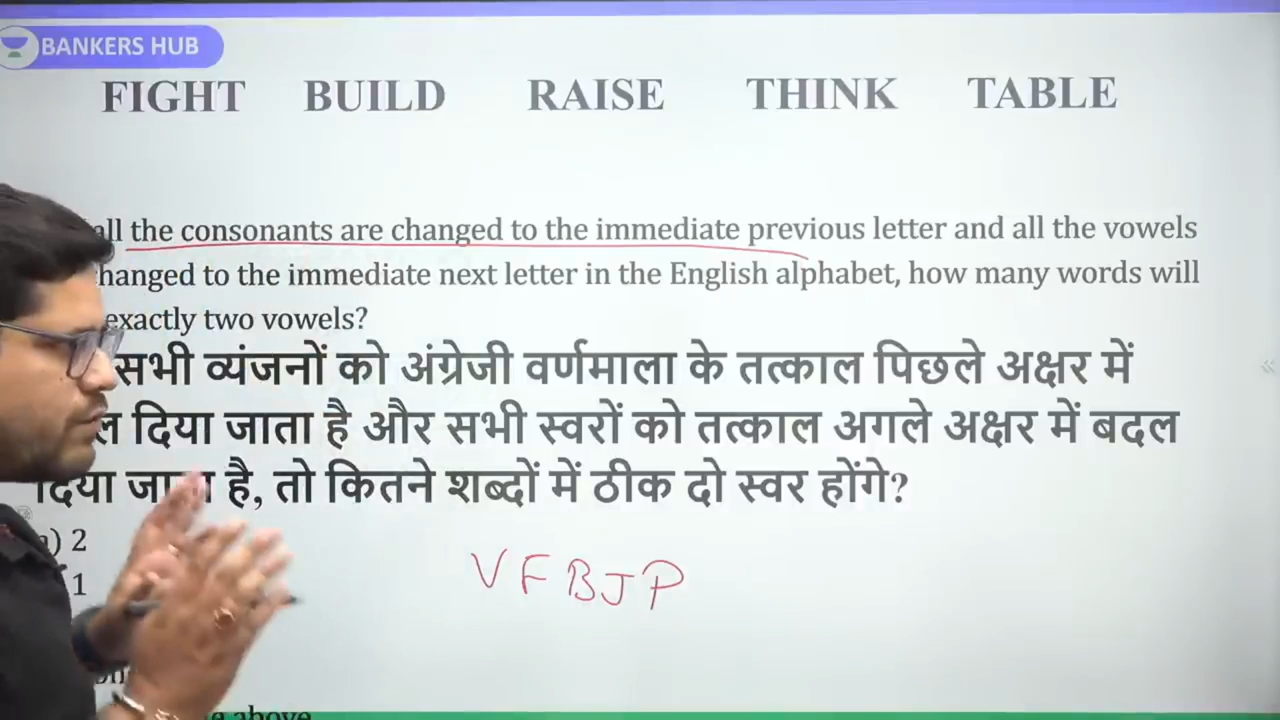 BANKERS HUB
FIGHT BUILD RAISE THINK TABLE
all the consonants are changed to the immediate previous letter and all the vowels
changed to the immediate next letter in the English alphabet, how many words will
exactly two vowels?
सभी व्यंजनों को अंग्रेजी वर्णमाला के तत्काल पिछले अक्षर में
दिया जाता है और सभी स्वरों को तत्काल अगले अक्षर में बदल
दिया है, तो कितने शब्दों में ठीक दो स्वर होंगे?
) 2
1
VFBJP
above